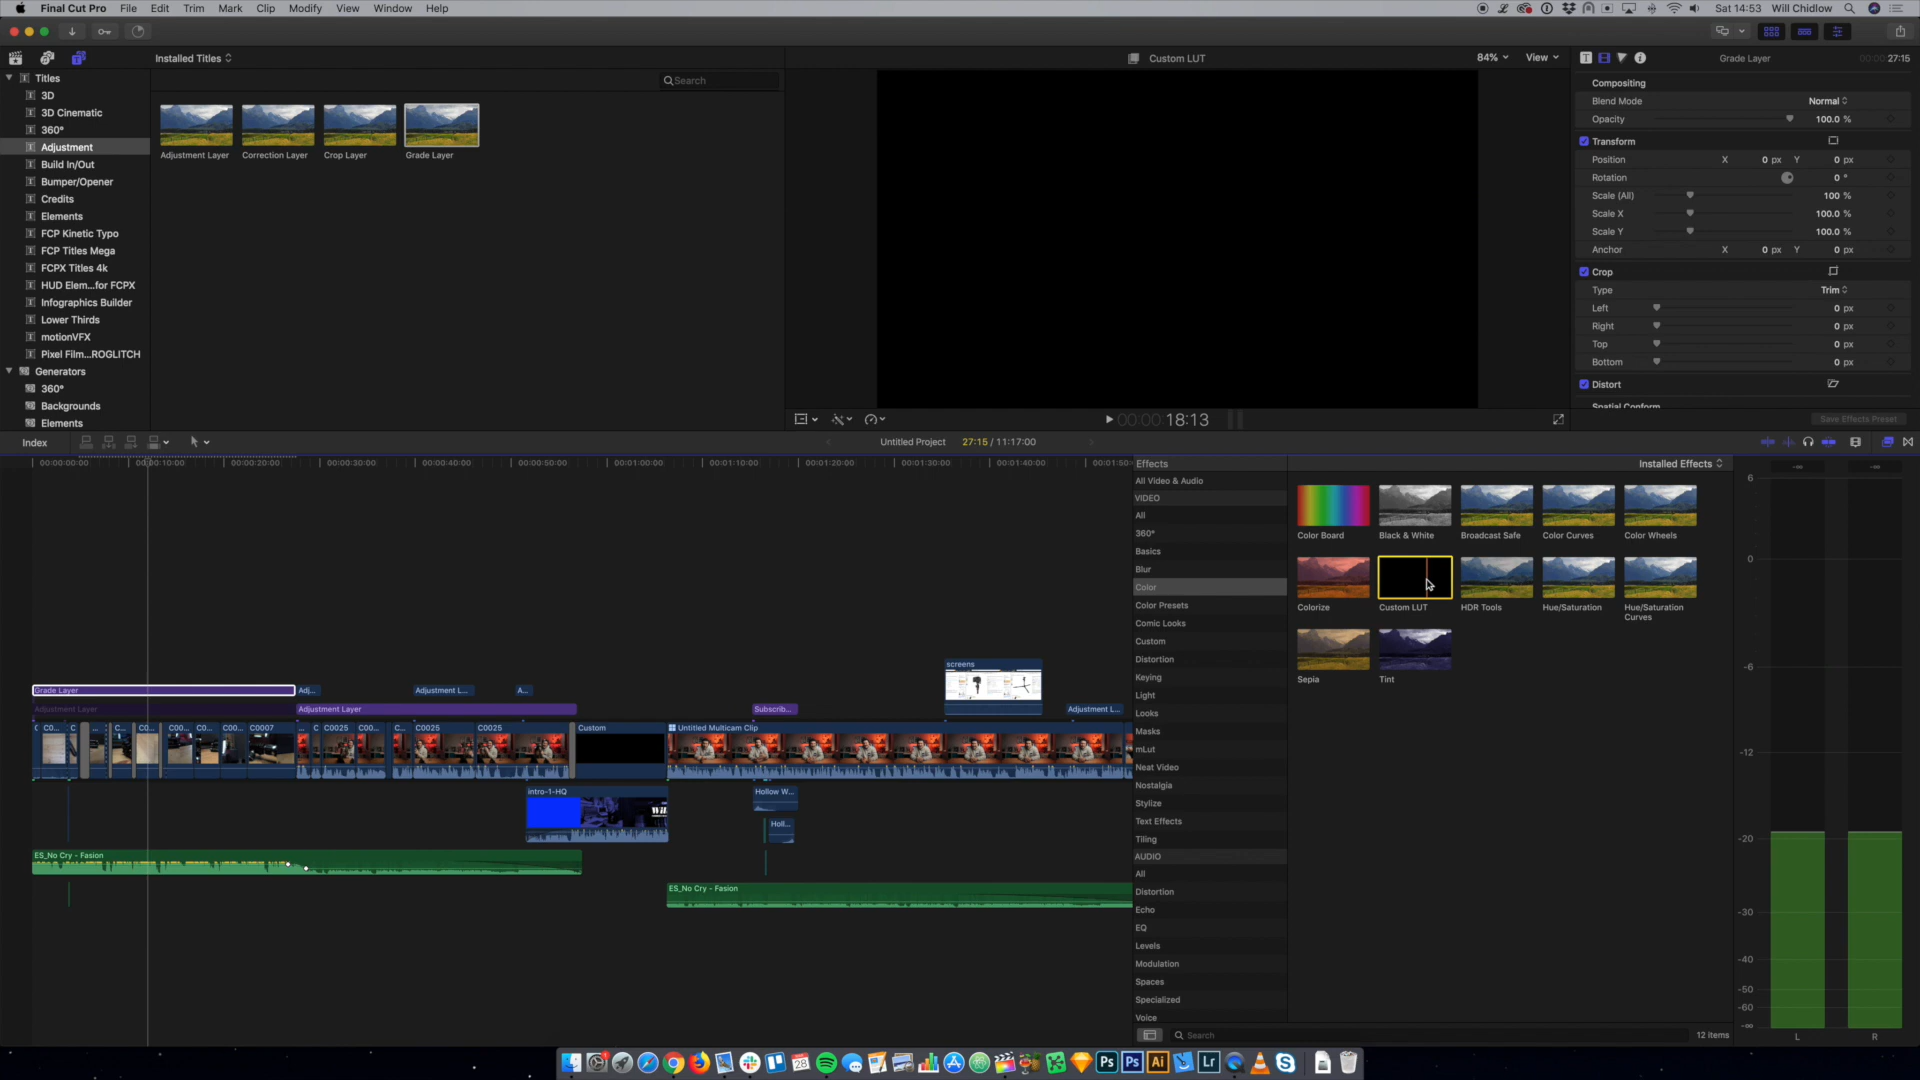 Final Cut Pro File Edit Trim Mark Clip Modify View Window Help
Sat 14:53 Will Chidlow
Installed Titles
Search
Titles
3D
3D Cinematic
360°
Adjustment
Build In/Out
Bumper/Opener
Credits
Elements
FCP Kinetic Typo
FCP Titles Mega
FCPX Titles 4k
HUD Elem...for FCPX
Infographics Builder
Lower Thirds
motionVFX
Pixel Film...ROGLITCH
Generators
360°
Backgrounds
Elements
Adjustment Layer
Correction Layer
Crop Layer
Grade Layer
Custom LUT
84% View
00:00:18:13
Grade Layer
00:00:27:15
Compositing
Blend Mode Normal
Opacity 100.0 %
Transform
Position X 0 px Y 0 px
Rotation 0 °
Scale (All) 100 %
Scale X 100.0 %
Scale Y 100.0 %
Anchor X 0 px Y 0 px
Crop
Type Trim
Left 0 px
Right 0 px
Top 0 px
Bottom 0 px
Distort
Spatial Conform
Save Effects Preset
Index
Untitled Project 27:15 / 11:17:00
00:00:00:00
00:00:10:00
00:00:20:00
00:00:30:00
00:00:40:00
00:00:50:00
00:01:00:00
00:01:10:00
00:01:20:00
00:01:30:00
00:01:40:00
00:01:50
screens
Grade Layer
Adj...
Adjustment L...
A...
Adjustment Layer
Adjustment Layer
Subscrib...
Adjustment L...
C
C0...
C
...
C...
C0...
C00...
C0...
C00...
C0007
...
C
C0025
C00...
C...
C0025
C0025
Custom
Untitled Multicam Clip
intro-1-HQ
Hollow W...
Holl...
ES_No Cry - Fasion
ES_No Cry - Fasion
Effects
Installed Effects
All Video & Audio
VIDEO
All
360°
Basics
Blur
Color
Color Presets
Comic Looks
Custom
Distortion
Keying
Light
Looks
Masks
mLut
Neat Video
Nostalgia
Stylize
Text Effects
Tiling
AUDIO
All
Distortion
Echo
EQ
Levels
Modulation
Spaces
Specialized
Voice
Color Board
Black & White
Broadcast Safe
Color Curves
Color Wheels
Colorize
Custom LUT
HDR Tools
Hue/Saturation
Hue/Saturation
Curves
Sepia
Tint
Search
12 items
-∞ -∞
6
0
-6
-12
-20
-30
-40
-50
-60
-∞
L R
28
Ps
Ps
Ai
Lr